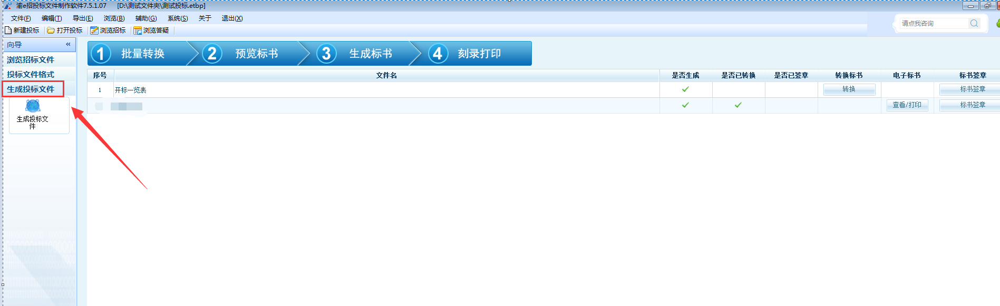 渝e招投标文件制作软件7.5.1.07 [D:\测试文件夹\测试投标.etbp]
文件(F) 编辑(T) 导出(E) 浏览(B) 辅助(G) 系统(S) 关于 退出(X)
请点我咨询
新建投标 打开投标 浏览招标 浏览答疑
向导 «
浏览招标文件
投标文件格式
生成投标文件
生成投标文
件
1 批量转换 2 预览标书 3 生成标书 4 刻录打印
序号 文件名 是否生成 是否已转换 是否已签章 转换标书 电子标书 标书签章
1 开标一览表 转换 标书签章
查看/打印 标书签章